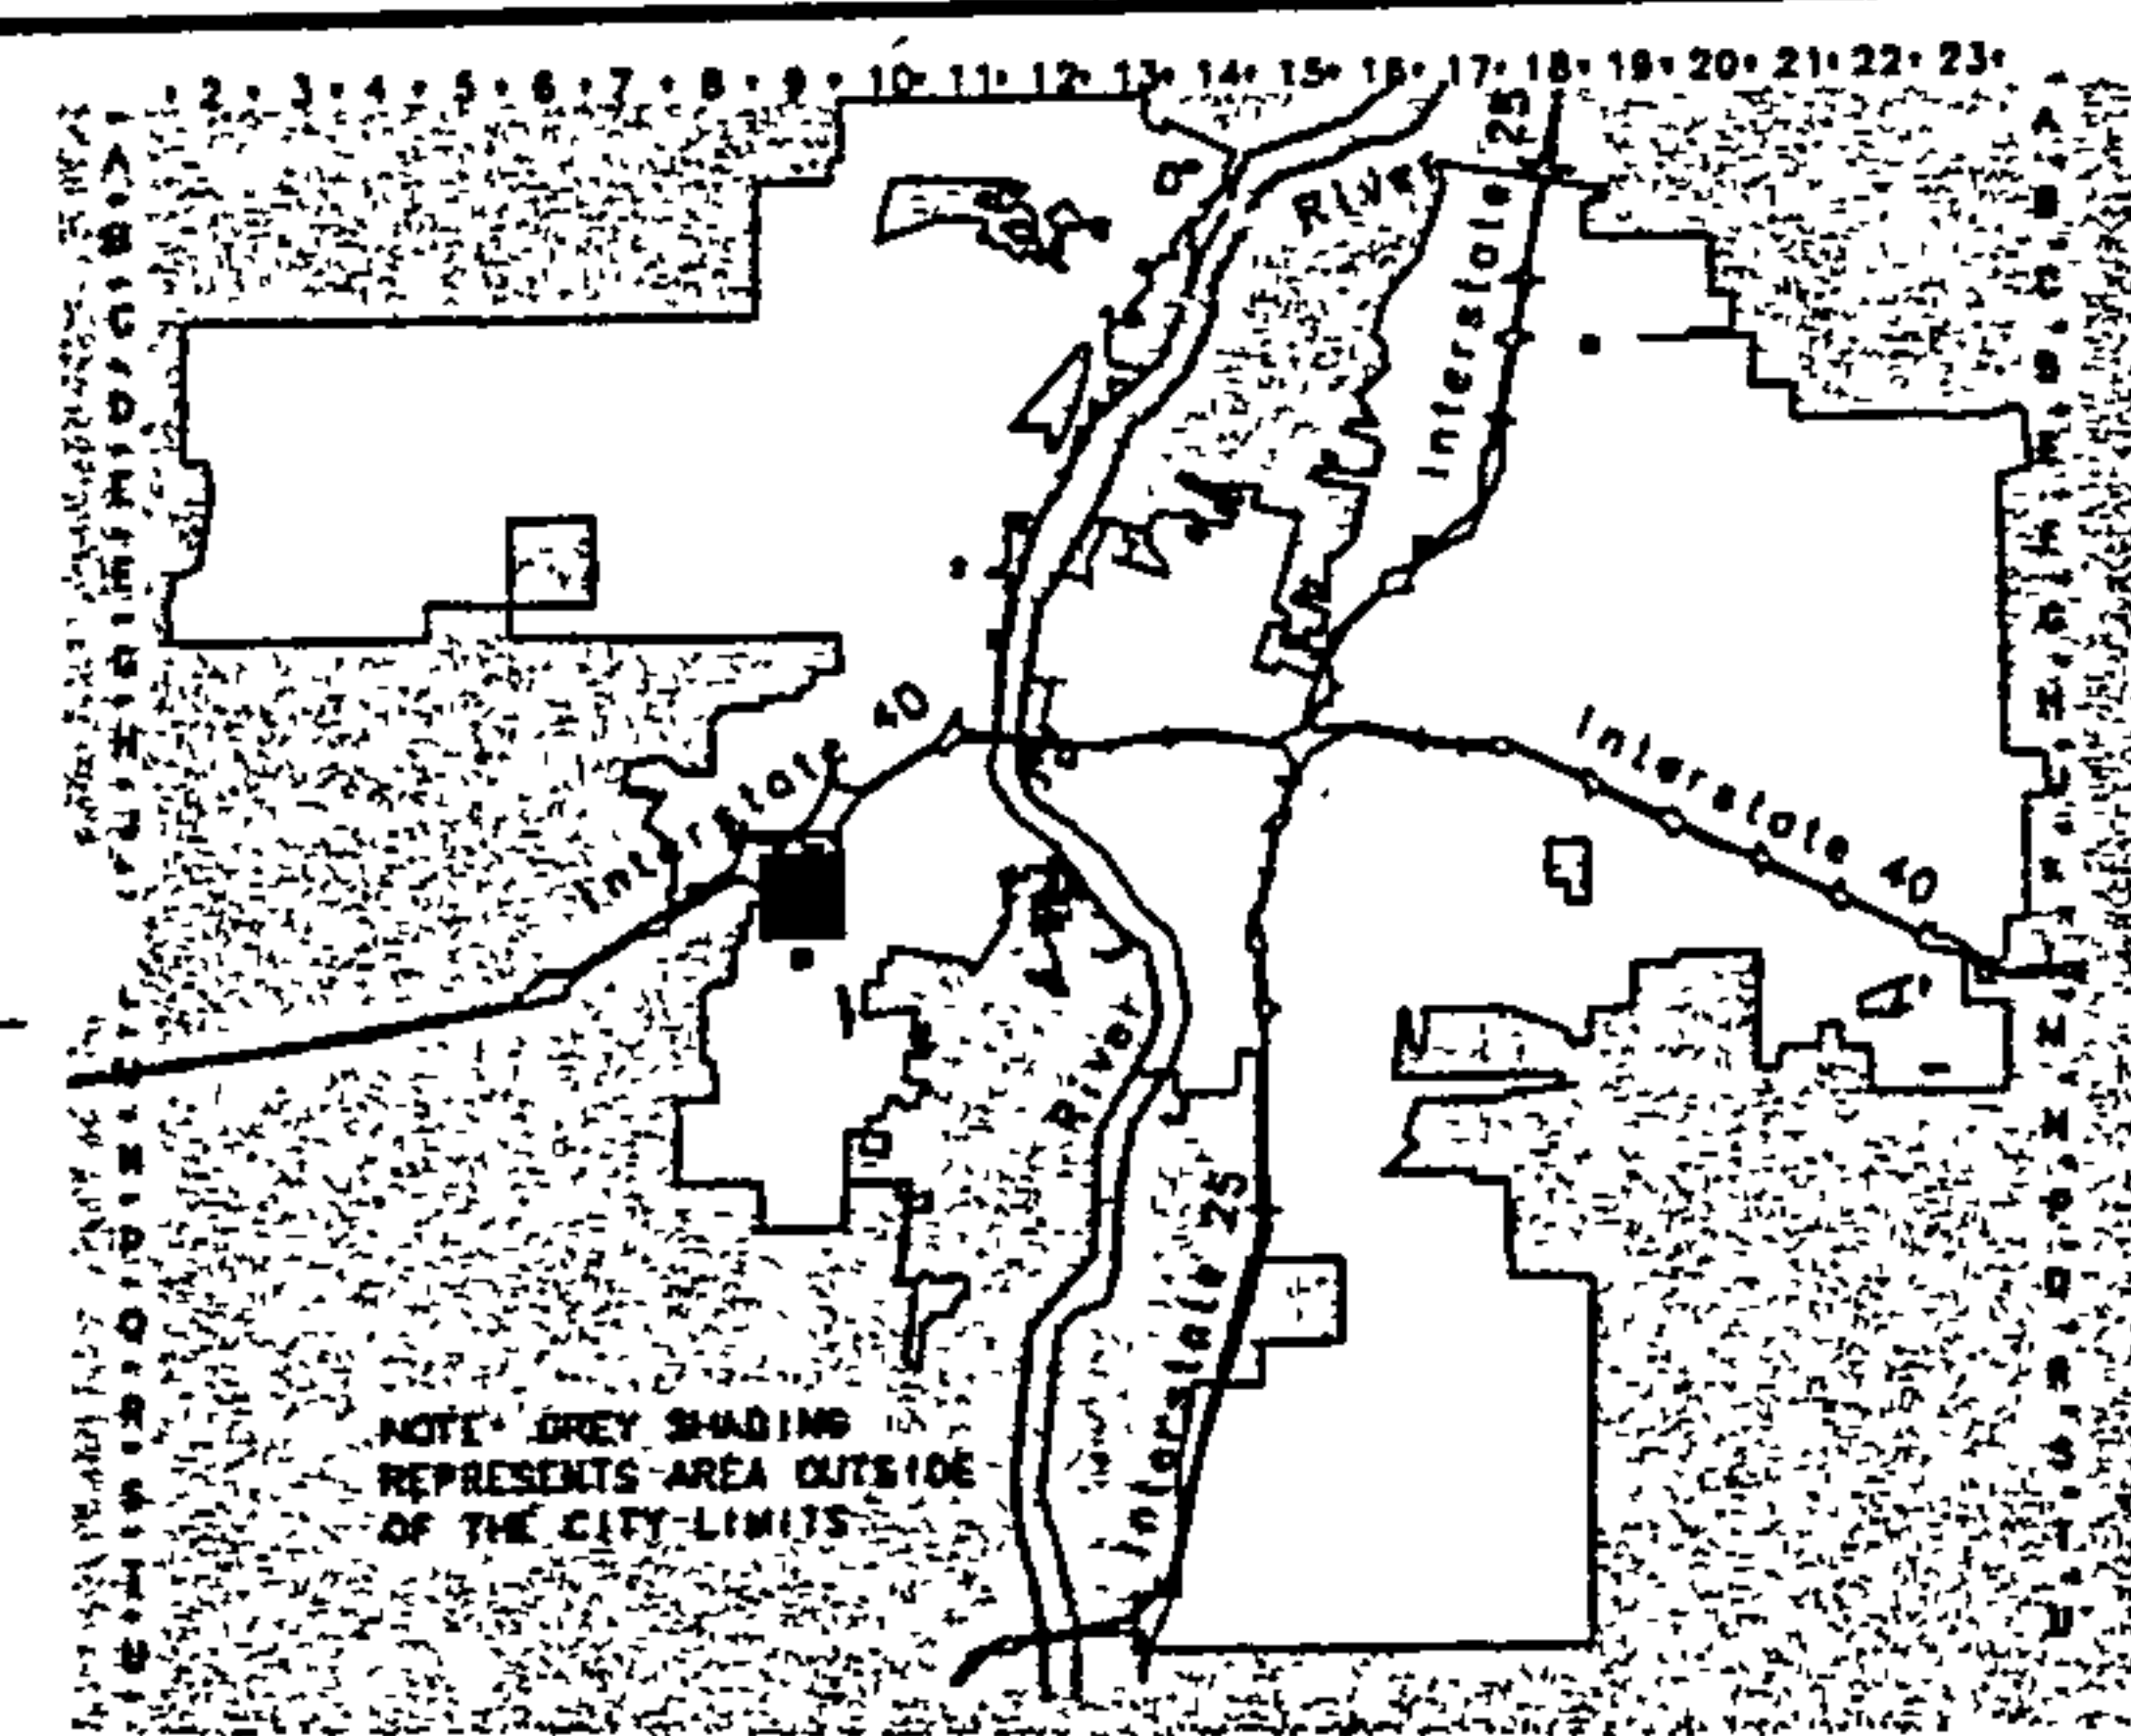 2 • 3 • 4 • 5 • 6 • 7 • 8 • 9 • 10 • 11 • 12 • 13 • 14 • 15 • 16 • 17 • 18 • 19 • 20 • 21 • 22 • 23 •
River
Interstate 25
Interstate 40
Interstate 40
River
Interstate 25
NOTE: GREY SHADING
REPRESENTS AREA OUTSIDE
OF THE CITY LIMITS